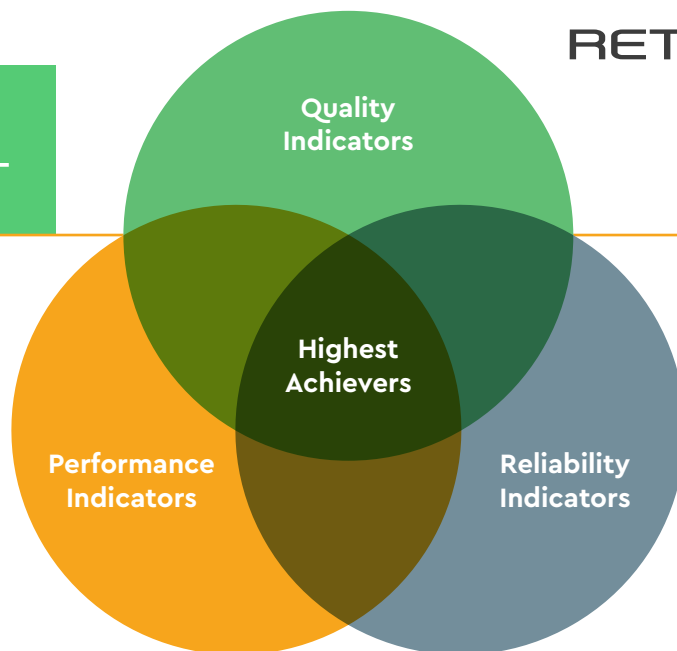 RET
Quality
Indicators
Highest
Achievers
Performance
Indicators
Reliability
Indicators